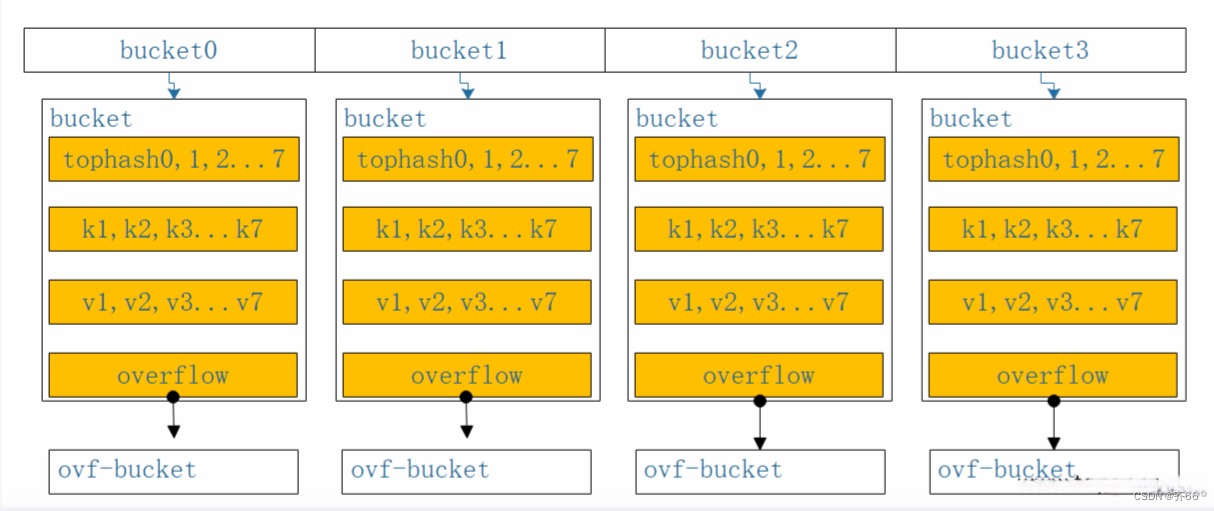 bucket0 bucket1 bucket2 bucket3
bucket bucket bucket bucket
tophash0,1,2...7 tophash0,1,2...7 tophash0,1,2...7 tophash0,1,2...7
k1,k2,k3...k7 k1,k2,k3...k7 k1,k2,k3...k7 k1,k2,k3...k7
v1,v2,v3...v7 v1,v2,v3...v7 v1,v2,v3...v7 v1,v2,v3...v7
overflow overflow overflow overflow
ovf-bucket ovf-bucket ovf-bucket ovf-bucket